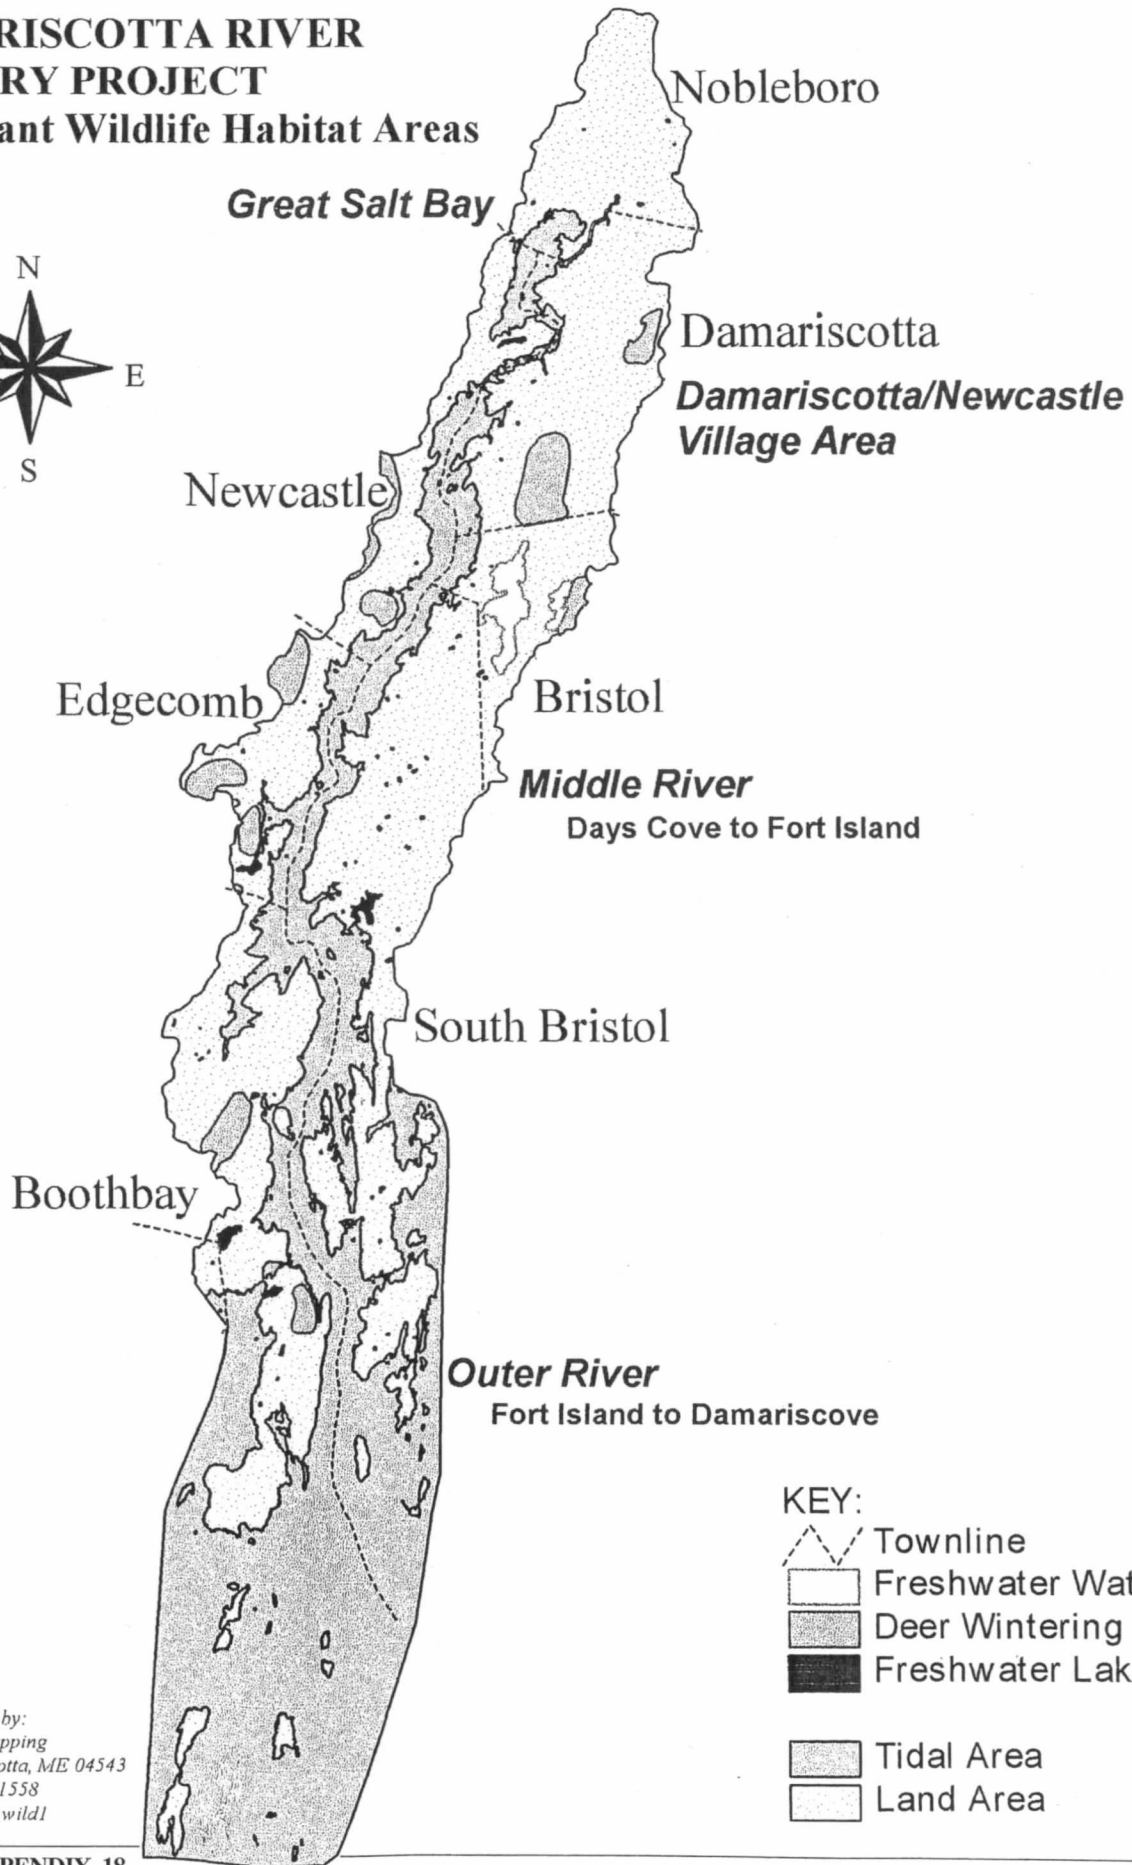 RISCOTTA RIVER
RY PROJECT
ant Wildlife Habitat Areas
Nobleboro
Great Salt Bay
N
E
S
Damariscotta
Damariscotta/Newcastle
Village Area
Newcastle
Edgecomb
Bristol
Middle River
Days Cove to Fort Island
South Bristol
Boothbay
Outer River
Fort Island to Damariscove
KEY:
Townline
Freshwater Wat
Deer Wintering
Freshwater Lak
Tidal Area
Land Area
by:
pping
otta, ME 04543
1558
wild1
PENDIX 18